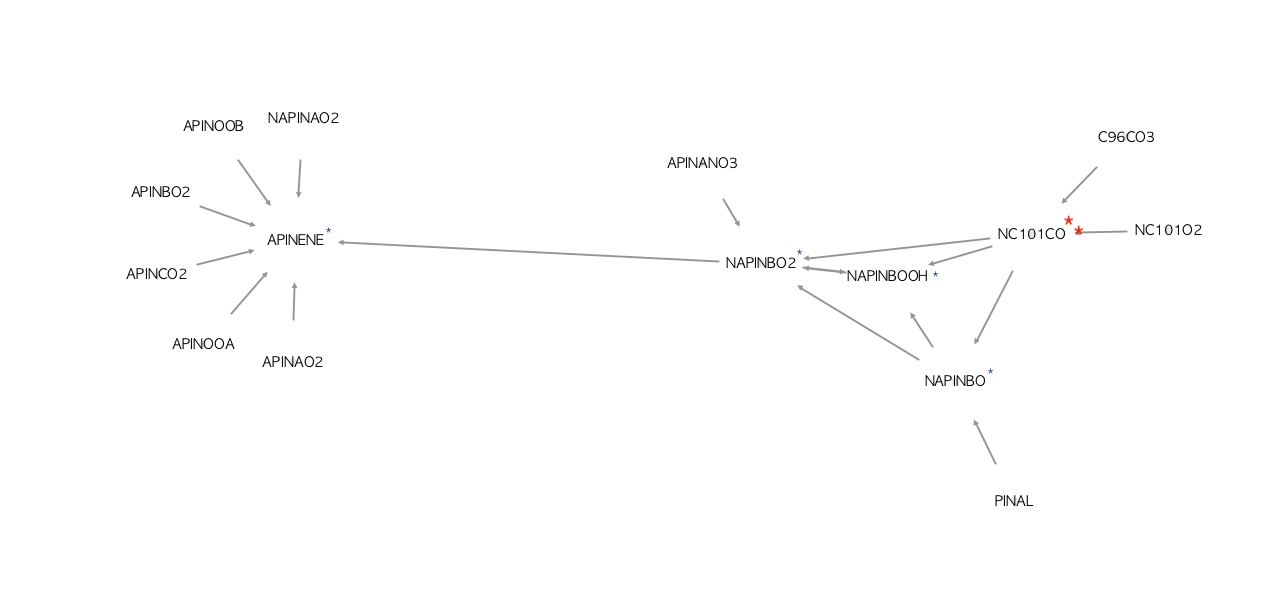 NAPINAO2
APINOOB
C96CO3
APINANO3
APINBO2
*
NC101CO * *
NC101O2
APINENE *
NAPINBO2 *
APINCO2
NAPINBOOH *
APINOOA
APINAO2
NAPINBO *
PINAL